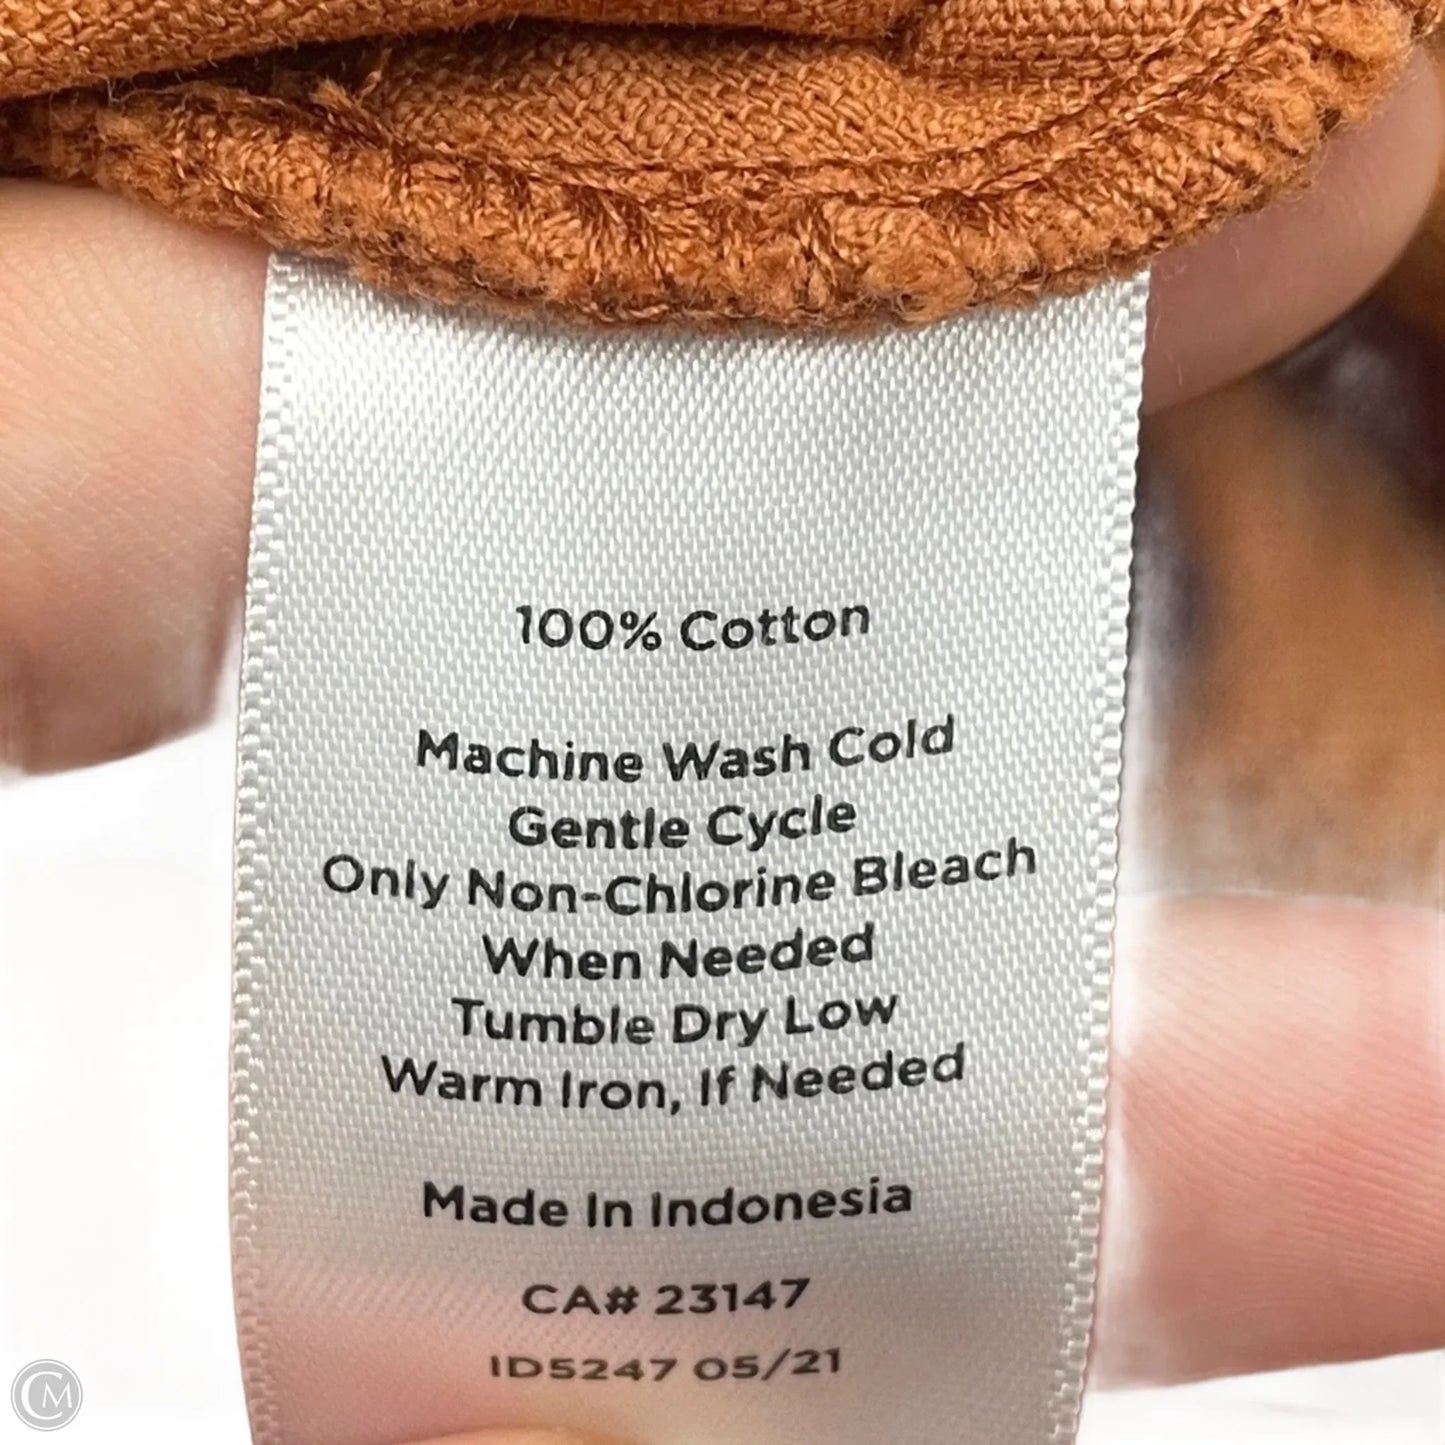 100% Cotton
Machine Wash Cold
Gentle Cycle
Only Non-Chlorine Bleach
When Needed
Tumble Dry Low
Warm Iron, If Needed
Made In Indonesia
CA# 23147
ID5247 05/21
CM